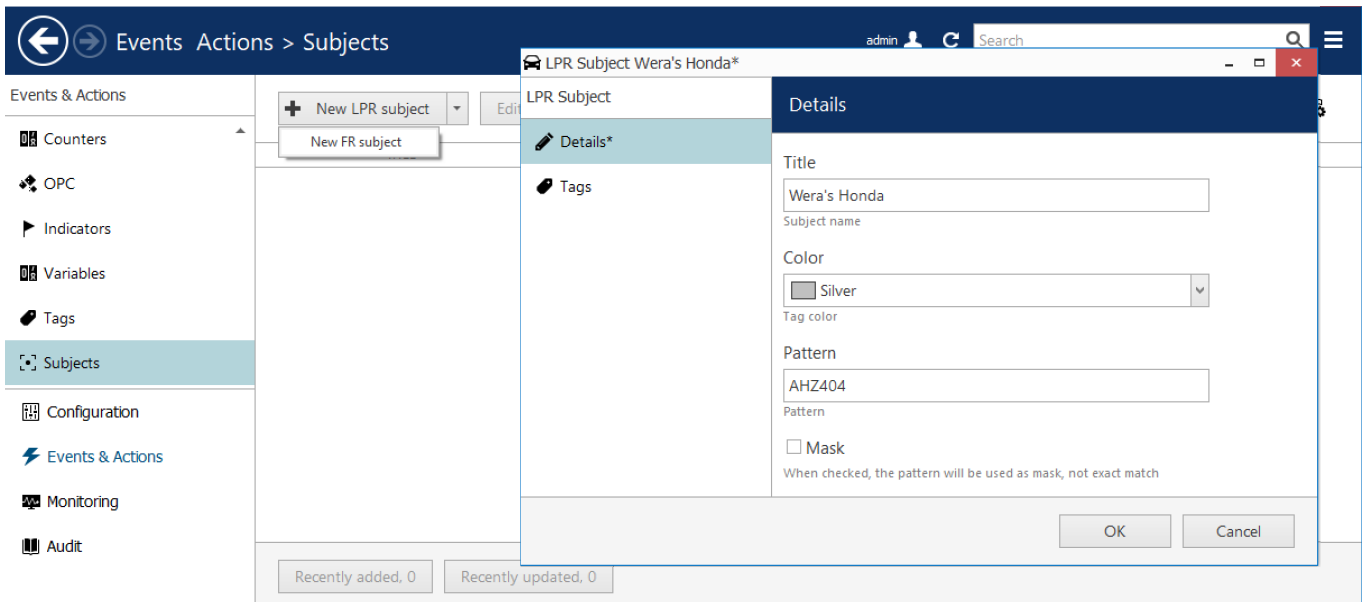 Events Actions > Subjects
admin
Search
Events & Actions
Counters
OPC
Indicators
Variables
Tags
Subjects
Configuration
Events & Actions
Monitoring
Audit
New LPR subject
New FR subject
Recently added, 0
Recently updated, 0
LPR Subject Wera's Honda*
LPR Subject
Details*
Tags
Details
Title
Wera's Honda
Subject name
Color
Silver
Tag color
Pattern
AHZ404
Pattern
Mask
When checked, the pattern will be used as mask, not exact match
OK
Cancel